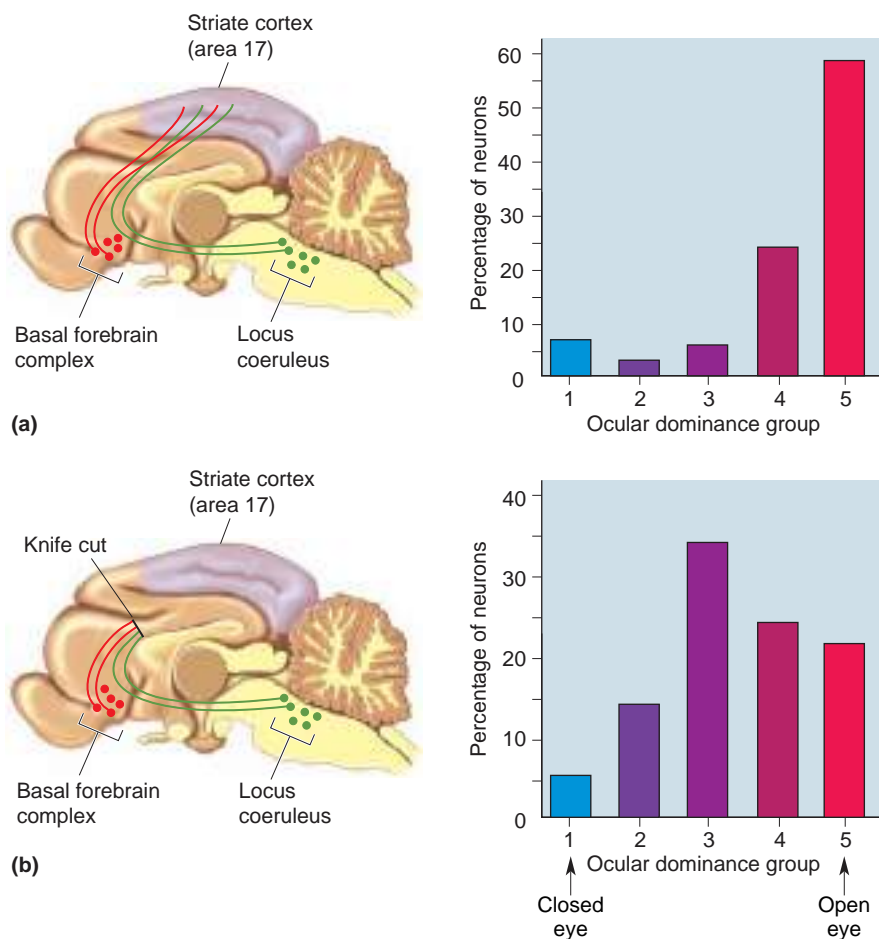 Striate cortex
(area 17)
Basal forebrain
complex
Locus
coeruleus
(a)
Percentage of neurons
60
50
40
30
20
10
0
1 2 3 4 5
Ocular dominance group
Striate cortex
(area 17)
Knife cut
Basal forebrain
complex
Locus
coeruleus
(b)
Percentage of neurons
40
30
20
10
0
1 2 3 4 5
Ocular dominance group
Closed
eye
Open
eye